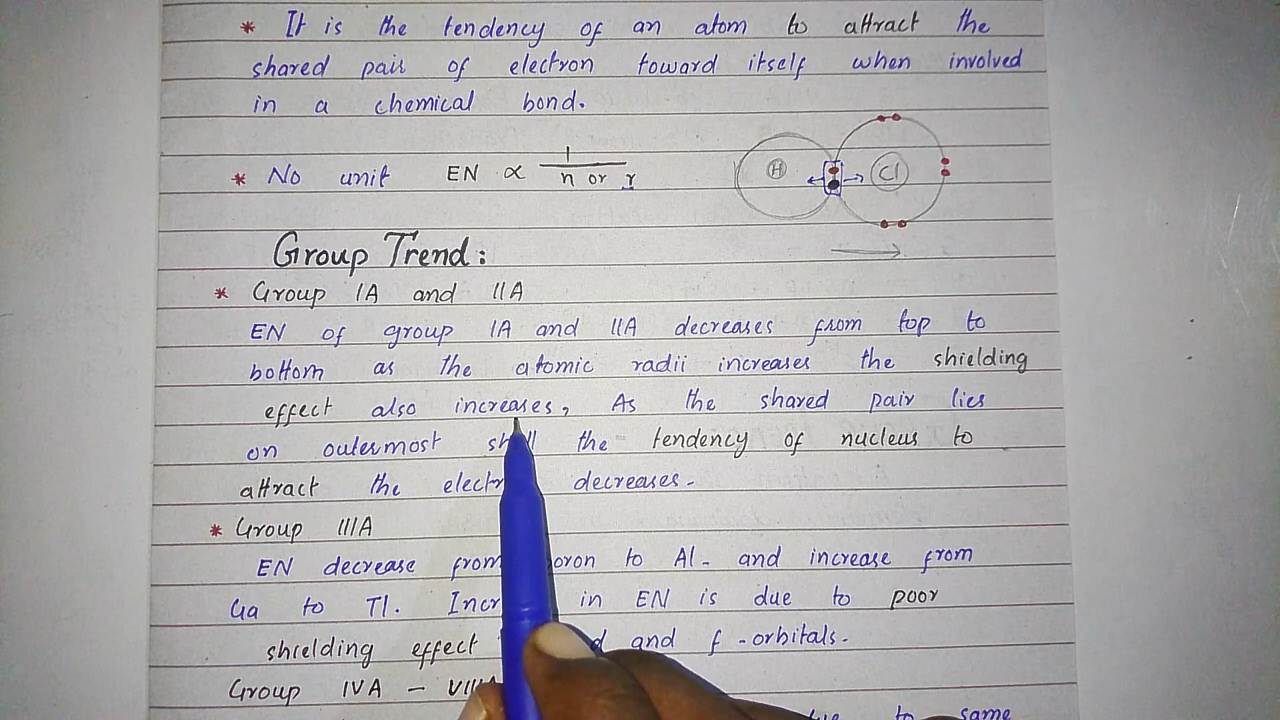 * It is the tendency of an atom to attract the
shared pair of electron toward itself when involved
in a chemical bond.
* No unit EN ∝ 1 / n or r
H Cl
Group Trend:
* Group IA and IIA
EN of group IA and IIA decreases from top to
bottom as the atomic radii increases the shielding
effect also increases, As the shared pair lies
on outermost the tendency of nucleus to
attract the decreases.
* Group IIIA
EN decrease from to Al. and increase from
Ga to Tl. in EN is due to poor
shielding effect and f-orbitals.
Group IVA -
to same